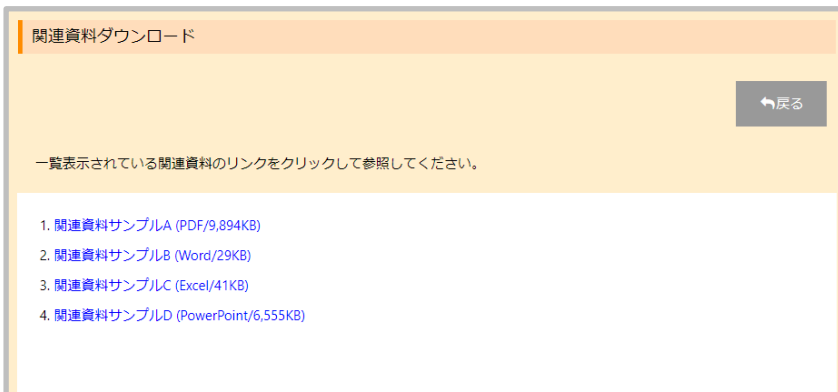 関連資料ダウンロード
戻る
一覧表示されている関連資料のリンクをクリックして参照してください。
1. 関連資料サンプルA (PDF/9,894KB)
2. 関連資料サンプルB (Word/29KB)
3. 関連資料サンプルC (Excel/41KB)
4. 関連資料サンプルD (PowerPoint/6,555KB)